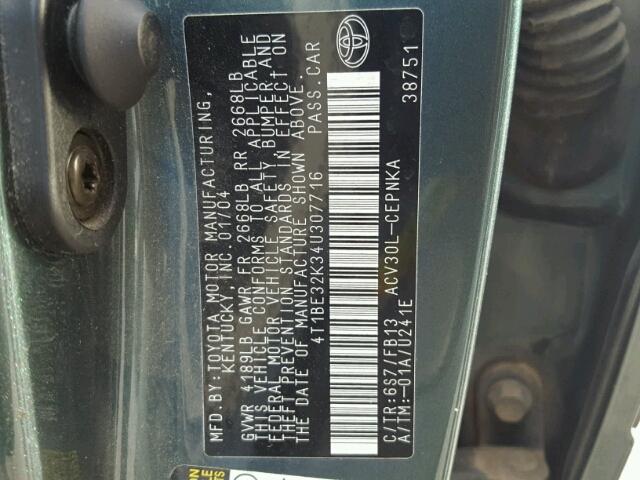 MFD.BY:TOYOTA MOTOR MANUFACTURING,
KENTUCKY,INC. 01/04
GVWR 4189LB GAWR FR 2668LB RR 2668LB
THIS VEHICLE CONFORMS TO ALL APPLICABLE
FEDERAL MOTOR VEHICLE SAFETY BUMPER AND
THEFT PREVENTION STANDARDS IN EFFECT ON
THE DATE OF MANUFACTURE SHOWN ABOVE.
4T1BE32K34U307716 PASS.CAR
C/TR:6S7/FB13 ACV30L-CEPNKA
A/TM:-01A/U241E 38751